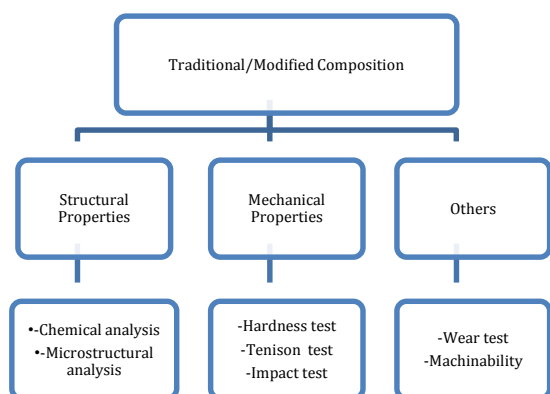 Traditional/Modified Composition
Structural
Properties
Mechanical
Properties
Others
•-Chemical analysis
•-Microstructural
analysis
-Hardness test
-Tenison test
-Impact test
-Wear test
-Machinability